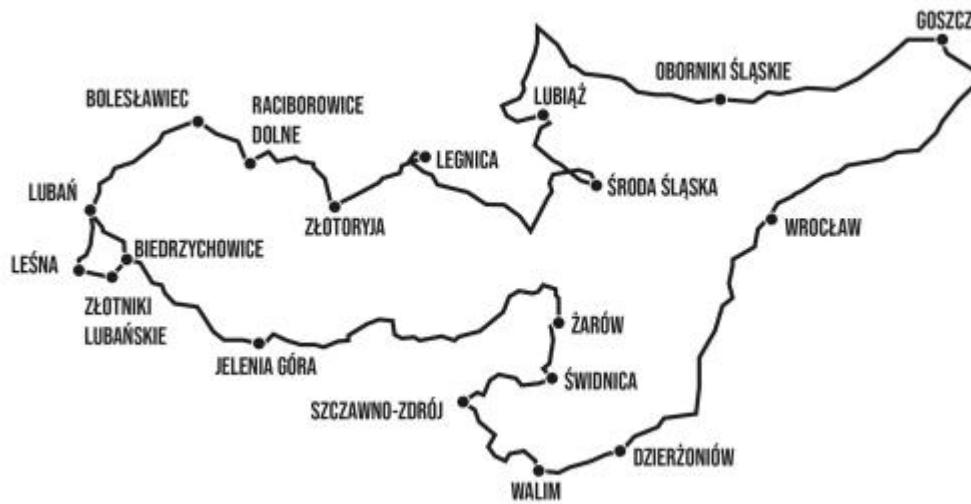 GOSZCZ
OBORNIKI ŚLĄSKIE
BOLESŁAWIEC
RACIBOROWICE
DOLNE
LUBIĄŻ
LEGNICA
ŚRODA ŚLĄSKA
LUBAŃ
ZŁOTORYJA
WROCŁAW
BIEDRZYCHOWICE
LEŚNA
ZŁOTNIKI
LUBAŃSKIE
ŻARÓW
JELENIA GÓRA
ŚWIDNICA
SZCZAWNO-ZDRÓJ
DZIERŻONIÓW
WALIM